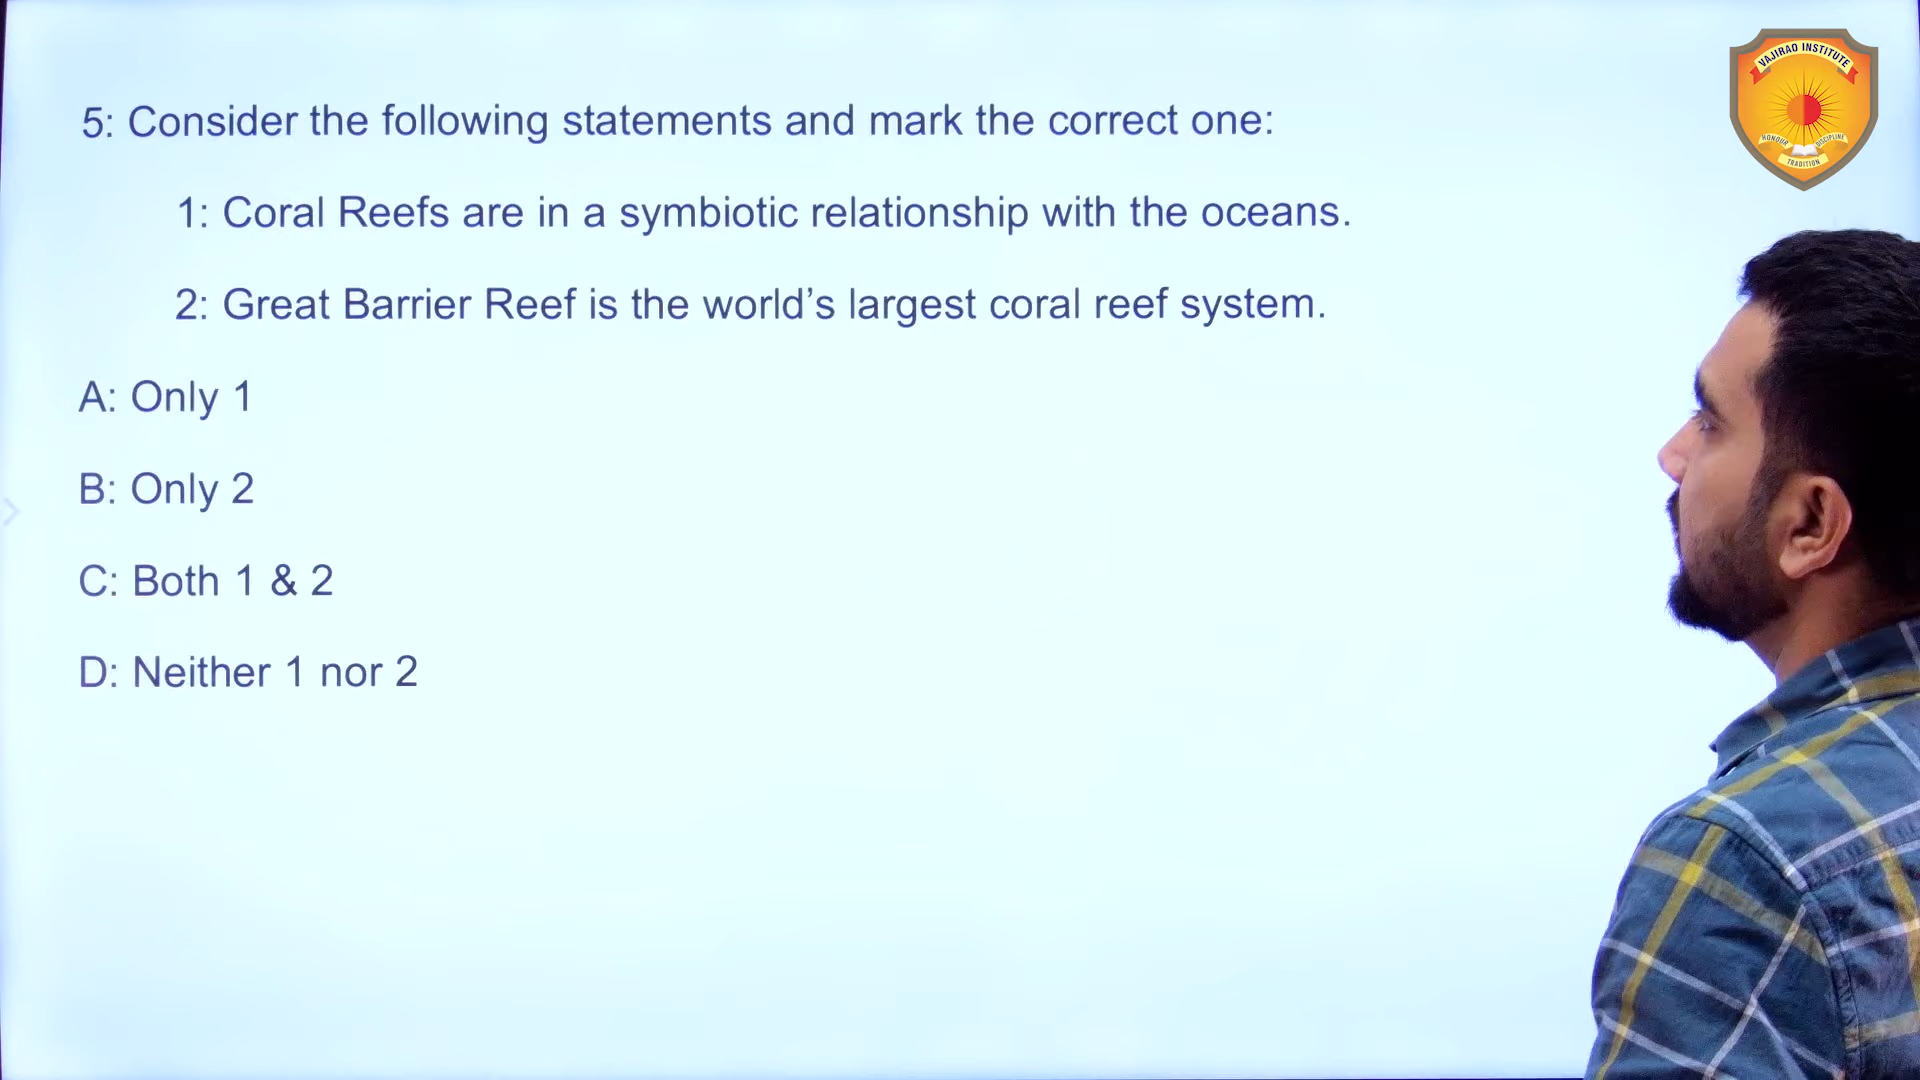 VAJIRAO INSTITUTE
HONOUR
DISCIPLINE
TRADITION
5: Consider the following statements and mark the correct one:
1: Coral Reefs are in a symbiotic relationship with the oceans.
2: Great Barrier Reef is the world’s largest coral reef system.
A: Only 1
B: Only 2
C: Both 1 & 2
D: Neither 1 nor 2